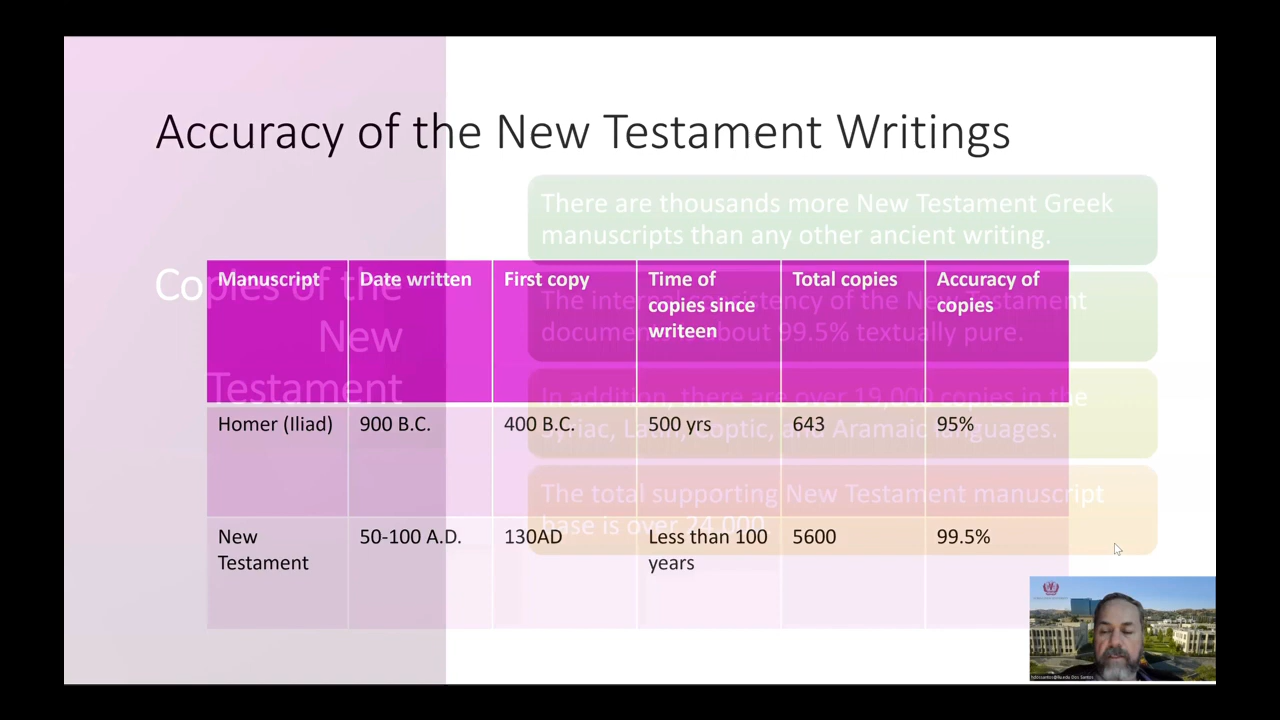 Accuracy of the New Testament Writings
There are thousands more New Testament Greek
manuscripts than any other ancient writing.
Copies of the
New
Testament
The internal consistency of the New Testament
documents about 99.5% textually pure.
In addition, there are over 19,000 copies in the
Syriac, Latin, Coptic, and Aramaic languages.
The total supporting New Testament manuscript
base is over 24,000.
Manuscript
Date written
First copy
Time of
copies since
writeen
Total copies
Accuracy of
copies
Homer (Iliad)
900 B.C.
400 B.C.
500 yrs
643
95%
New
Testament
50-100 A.D.
130AD
Less than 100
years
5600
99.5%